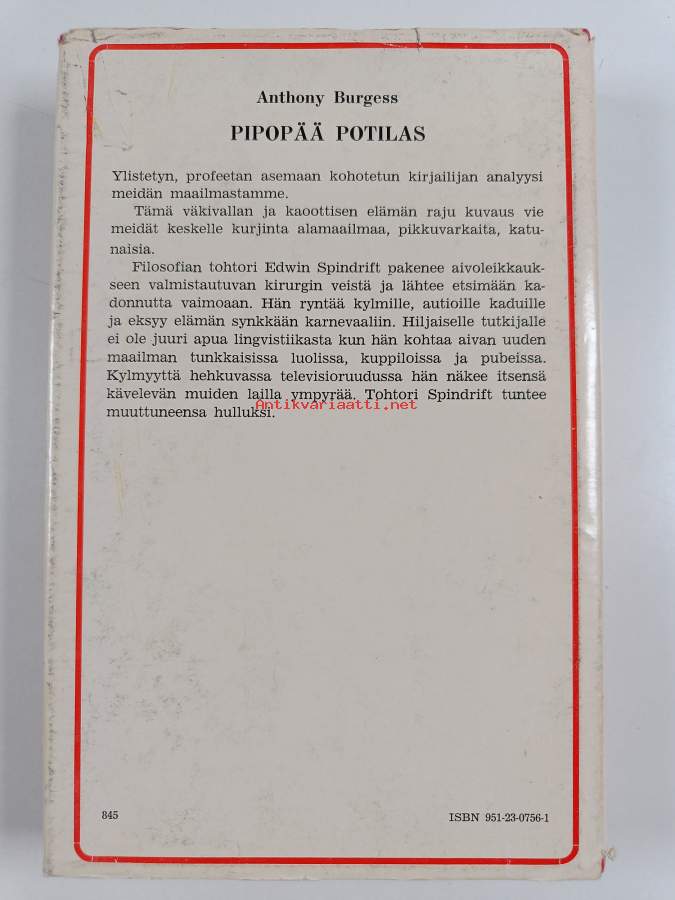 Anthony Burgess
PIPOPÄÄ POTILAS
Ylistetyn, profeetan asemaan kohotetun kirjailijan analyysi
meidän maailmastamme.
Tämä väkivallan ja kaoottisen elämän raju kuvaus vie
meidät keskelle kurjinta alamaailmaa, pikkuvarkaita, katu-
naisia.
Filosofian tohtori Edwin Spindrift pakenee aivoleikkauk-
seen valmistautuvan kirurgin veistä ja lähtee etsimään ka-
donnutta vaimoaan. Hän ryntää kylmille, autioille kaduille
ja eksyy elämän synkkään karnevaaliin. Hiljaiselle tutkijalle
ei ole juuri apua lingvistiikasta kun hän kohtaa aivan uuden
maailman tunkkaisissa luolissa, kuppiloissa ja pubeissa.
Kylmyyttä hehkuvassa televisioruudussa hän näkee itsensä
kävelevän muiden lailla ympyrää. Tohtori Spindrift tuntee
Antikvariaatti.net
muuttuneensa hulluksi.
845
ISBN 951-23-0756-1